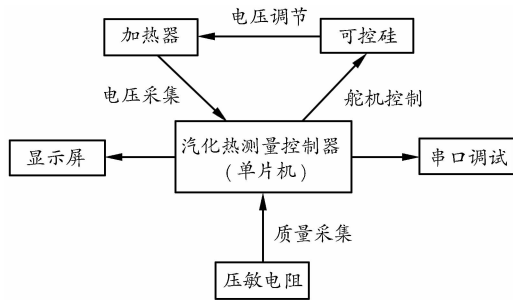 电压调节
加热器
可控硅
电压采集
舵机控制
显示屏
汽化热测量控制器
(单片机)
串口调试
质量采集
压敏电阻